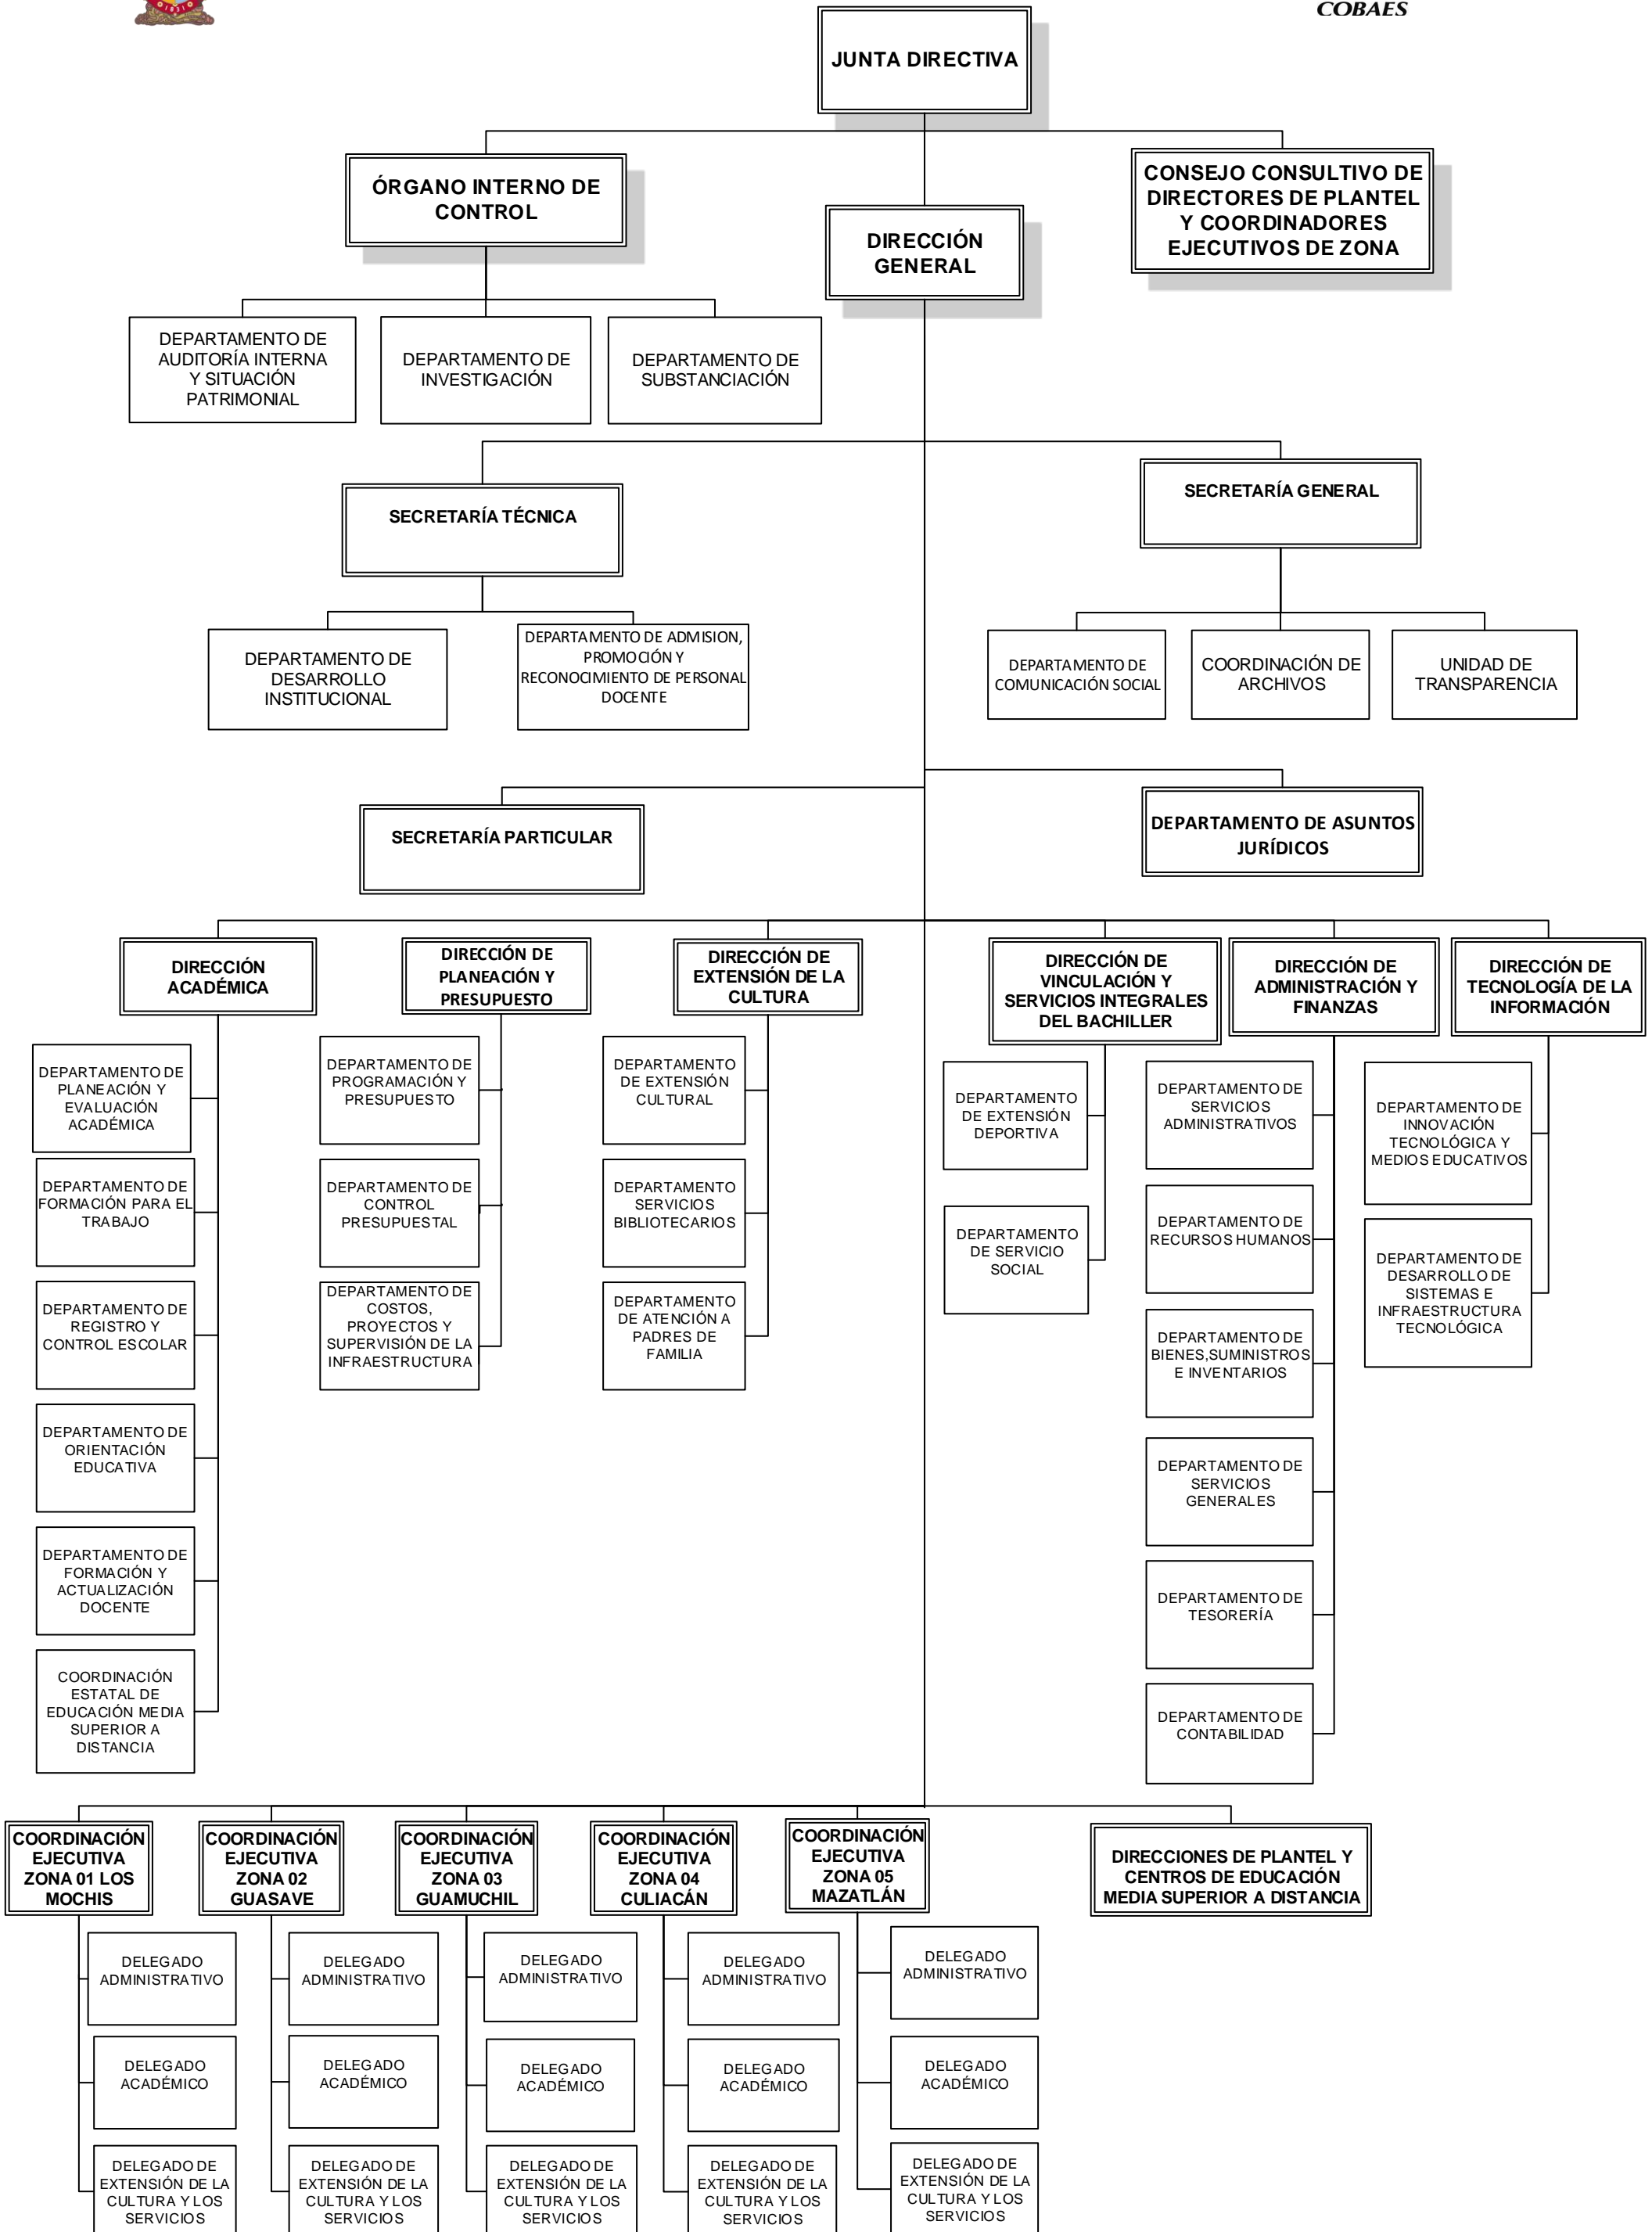 COBAES
1831
JUNTA DIRECTIVA
ÓRGANO INTERNO DE
CONTROL
DIRECCIÓN
GENERAL
CONSEJO CONSULTIVO DE
DIRECTORES DE PLANTEL
Y COORDINADORES
EJECUTIVOS DE ZONA
DEPARTAMENTO DE
AUDITORÍA INTERNA
Y SITUACIÓN
PATRIMONIAL
DEPARTAMENTO DE
INVESTIGACIÓN
DEPARTAMENTO DE
SUBSTANCIACIÓN
SECRETARÍA TÉCNICA
SECRETARÍA GENERAL
DEPARTAMENTO DE
DESARROLLO
INSTITUCIONAL
DEPARTAMENTO DE ADMISION,
PROMOCIÓN Y
RECONOCIMIENTO DE PERSONAL
DOCENTE
DEPARTAMENTO DE
COMUNICACIÓN SOCIAL
COORDINACIÓN DE
ARCHIVOS
UNIDAD DE
TRANSPARENCIA
SECRETARÍA PARTICULAR
DEPARTAMENTO DE ASUNTOS
JURÍDICOS
DIRECCIÓN
ACADÉMICA
DIRECCIÓN DE
PLANEACIÓN Y
PRESUPUESTO
DIRECCIÓN DE
EXTENSIÓN DE LA
CULTURA
DIRECCIÓN DE
VINCULACIÓN Y
SERVICIOS INTEGRALES
DEL BACHILLER
DIRECCIÓN DE
ADMINISTRACIÓN Y
FINANZAS
DIRECCIÓN DE
TECNOLOGÍA DE LA
INFORMACIÓN
DEPARTAMENTO DE
PLANEACIÓN Y
EVALUACIÓN
ACADÉMICA
DEPARTAMENTO DE
FORMACIÓN PARA EL
TRABAJO
DEPARTAMENTO DE
REGISTRO Y
CONTROL ESCOLAR
DEPARTAMENTO DE
ORIENTACIÓN
EDUCATIVA
DEPARTAMENTO DE
FORMACIÓN Y
ACTUALIZACIÓN
DOCENTE
COORDINACIÓN
ESTATAL DE
EDUCACIÓN MEDIA
SUPERIOR A
DISTANCIA
DEPARTAMENTO DE
PROGRAMACIÓN Y
PRESUPUESTO
DEPARTAMENTO DE
CONTROL
PRESUPUESTAL
DEPARTAMENTO DE
COSTOS,
PROYECTOS Y
SUPERVISIÓN DE LA
INFRAESTRUCTURA
DEPARTAMENTO
DE EXTENSIÓN
CULTURAL
DEPARTAMENTO
SERVICIOS
BIBLIOTECARIOS
DEPARTAMENTO
DE ATENCIÓN A
PADRES DE
FAMILIA
DEPARTAMENTO
DE EXTENSIÓN
DEPORTIVA
DEPARTAMENTO
DE SERVICIO
SOCIAL
DEPARTAMENTO DE
SERVICIOS
ADMINISTRATIVOS
DEPARTAMENTO DE
RECURSOS HUMANOS
DEPARTAMENTO DE
BIENES,SUMINISTROS
E INVENTARIOS
DEPARTAMENTO DE
SERVICIOS
GENERALES
DEPARTAMENTO DE
TESORERÍA
DEPARTAMENTO DE
CONTABILIDAD
DEPARTAMENTO DE
INNOVACIÓN
TECNOLÓGICA Y
MEDIOS EDUCATIVOS
DEPARTAMENTO DE
DESARROLLO DE
SISTEMAS E
INFRAESTRUCTURA
TECNOLÓGICA
COORDINACIÓN
EJECUTIVA
ZONA 01 LOS
MOCHIS
COORDINACIÓN
EJECUTIVA
ZONA 02
GUASAVE
COORDINACIÓN
EJECUTIVA
ZONA 03
GUAMUCHIL
COORDINACIÓN
EJECUTIVA
ZONA 04
CULIACÁN
COORDINACIÓN
EJECUTIVA
ZONA 05
MAZATLÁN
DIRECCIONES DE PLANTEL Y
CENTROS DE EDUCACIÓN
MEDIA SUPERIOR A DISTANCIA
DELEGADO
ADMINISTRATIVO
DELEGADO
ACADÉMICO
DELEGADO DE
EXTENSIÓN DE LA
CULTURA Y LOS
SERVICIOS
DELEGADO
ADMINISTRATIVO
DELEGADO
ACADÉMICO
DELEGADO DE
EXTENSIÓN DE LA
CULTURA Y LOS
SERVICIOS
DELEGADO
ADMINISTRATIVO
DELEGADO
ACADÉMICO
DELEGADO DE
EXTENSIÓN DE LA
CULTURA Y LOS
SERVICIOS
DELEGADO
ADMINISTRATIVO
DELEGADO
ACADÉMICO
DELEGADO DE
EXTENSIÓN DE LA
CULTURA Y LOS
SERVICIOS
DELEGADO
ADMINISTRATIVO
DELEGADO
ACADÉMICO
DELEGADO DE
EXTENSIÓN DE LA
CULTURA Y LOS
SERVICIOS